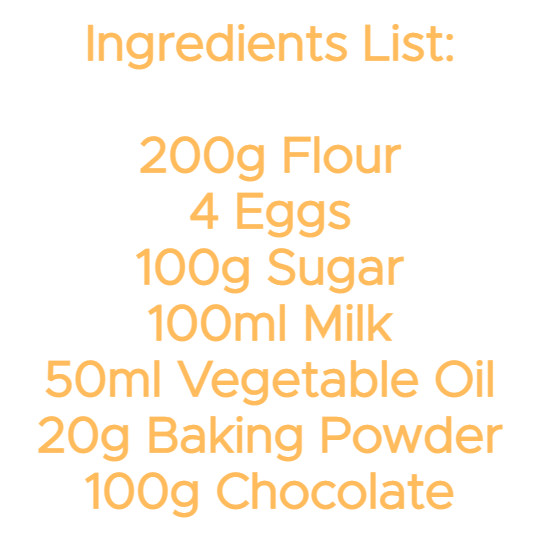 Ingredients List:
200g Flour
4 Eggs
100g Sugar
100ml Milk
50ml Vegetable Oil
20g Baking Powder
100g Chocolate